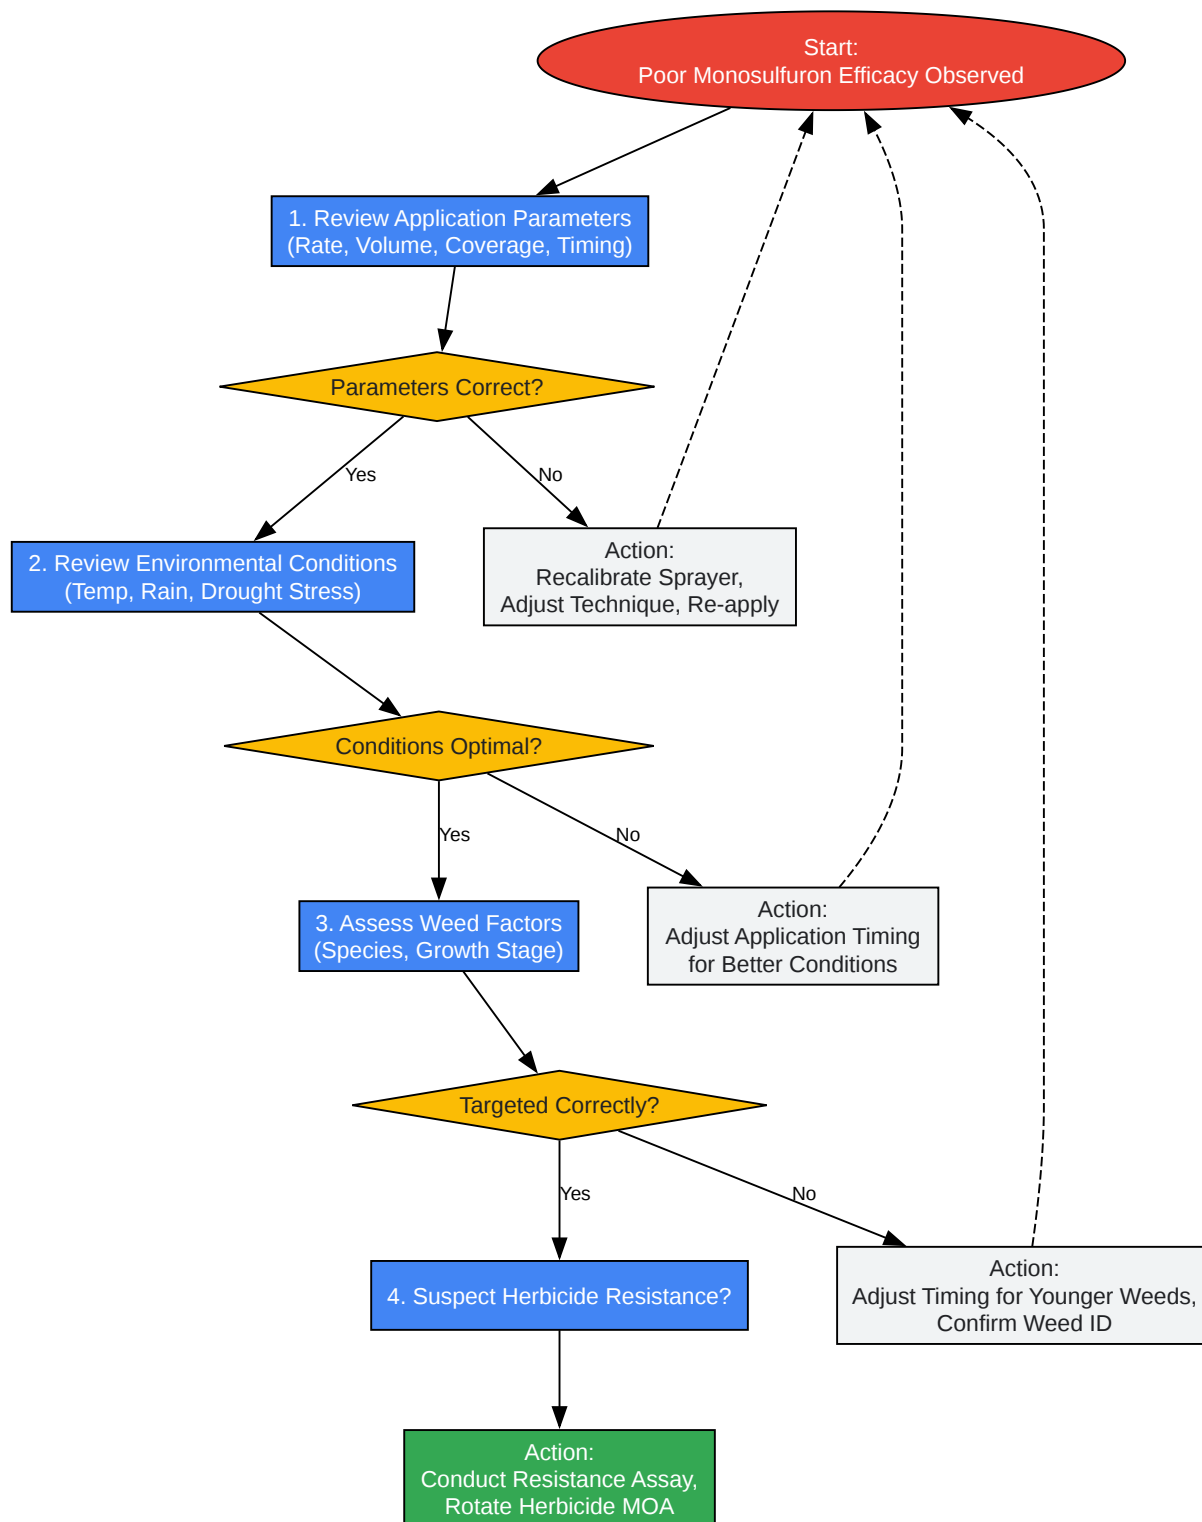 Start:
Poor Monosulfuron Efficacy Observed
1. Review Application Parameters
(Rate, Volume, Coverage, Timing)
Parameters Correct?
Yes
No
2. Review Environmental Conditions
(Temp, Rain, Drought Stress)
Action:
Recalibrate Sprayer,
Adjust Technique, Re-apply
Conditions Optimal?
Yes
No
3. Assess Weed Factors
(Species, Growth Stage)
Action:
Adjust Application Timing
for Better Conditions
Targeted Correctly?
Yes
No
4. Suspect Herbicide Resistance?
Action:
Adjust Timing for Younger Weeds,
Confirm Weed ID
Action:
Conduct Resistance Assay,
Rotate Herbicide MOA